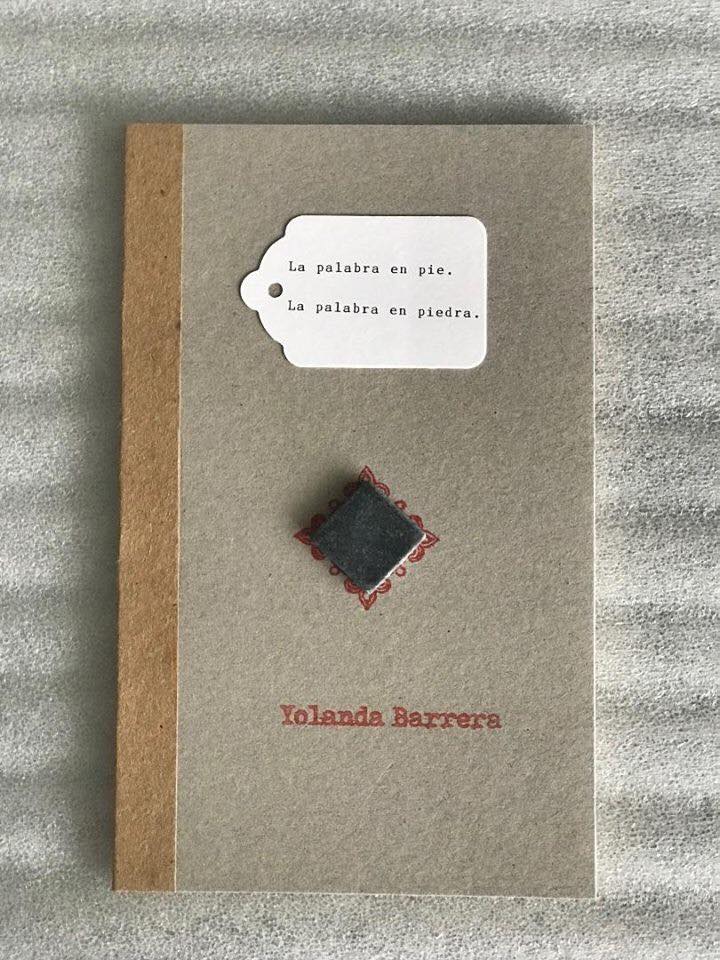 La palabra en pie.
La palabra en piedra.
Yolanda Barrera